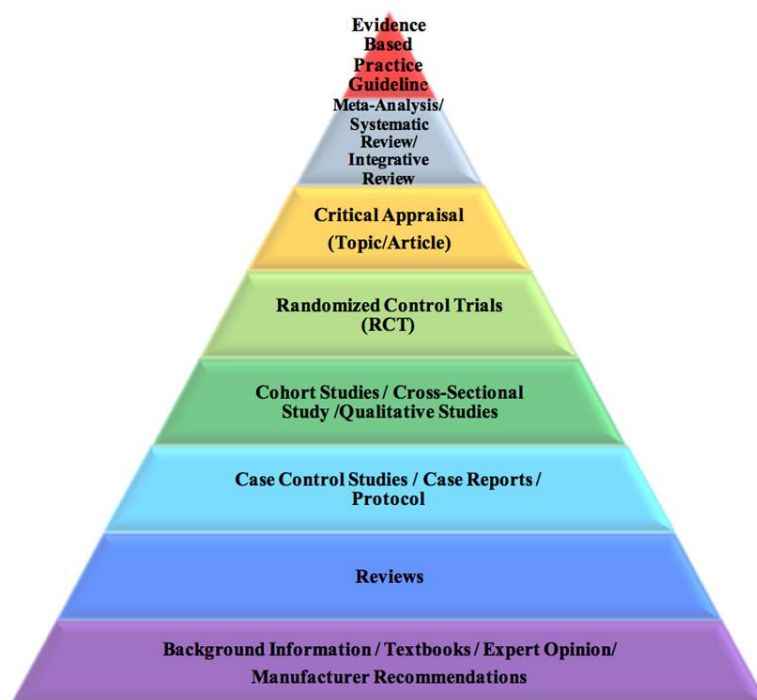 Evidence
Based
Practice
Guideline
Meta-Analysis/
Systematic
Review/
Integrative
Review
Critical Appraisal
(Topic/Article)
Randomized Control Trials
(RCT)
Cohort Studies / Cross-Sectional
Study /Qualitative Studies
Case Control Studies / Case Reports /
Protocol
Reviews
Background Information / Textbooks / Expert Opinion/
Manufacturer Recommendations